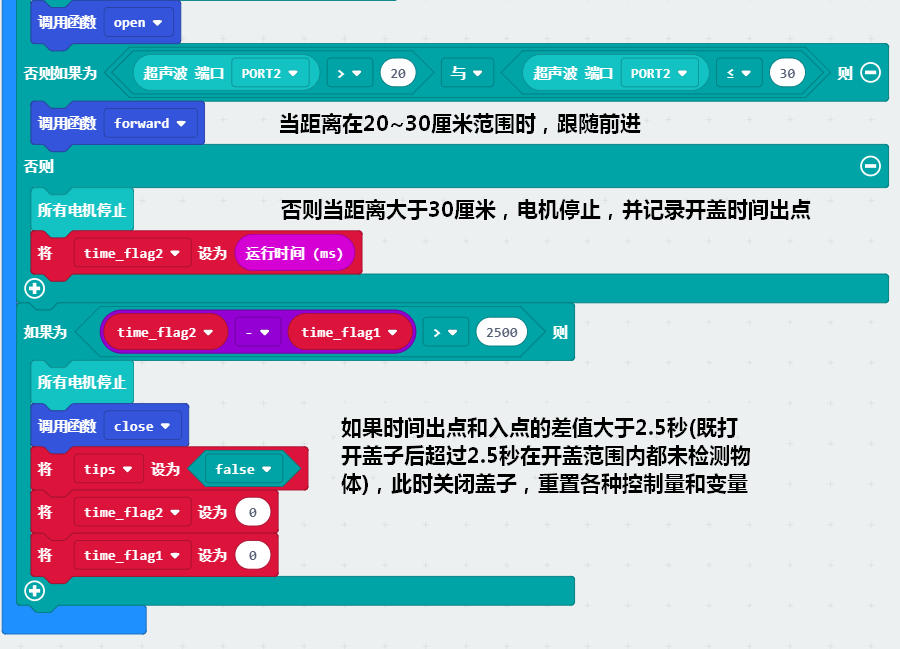 调用函数 open
否则如果为 超声波 端口 PORT2 > 20 与 超声波 端口 PORT2 ≤ 30 则
调用函数 forward 当距离在20~30厘米范围时，跟随前进
否则
所有电机停止 否则当距离大于30厘米，电机停止，并记录开盖时间出点
将 time_flag2 设为 运行时间 (ms)
如果为 time_flag2 - time_flag1 > 2500 则
所有电机停止
调用函数 close
如果时间出点和入点的差值大于2.5秒(既打
开盖子后超过2.5秒在开盖范围内都未检测物
体)，此时关闭盖子，重置各种控制量和变量
将 tips 设为 false
将 time_flag2 设为 0
将 time_flag1 设为 0